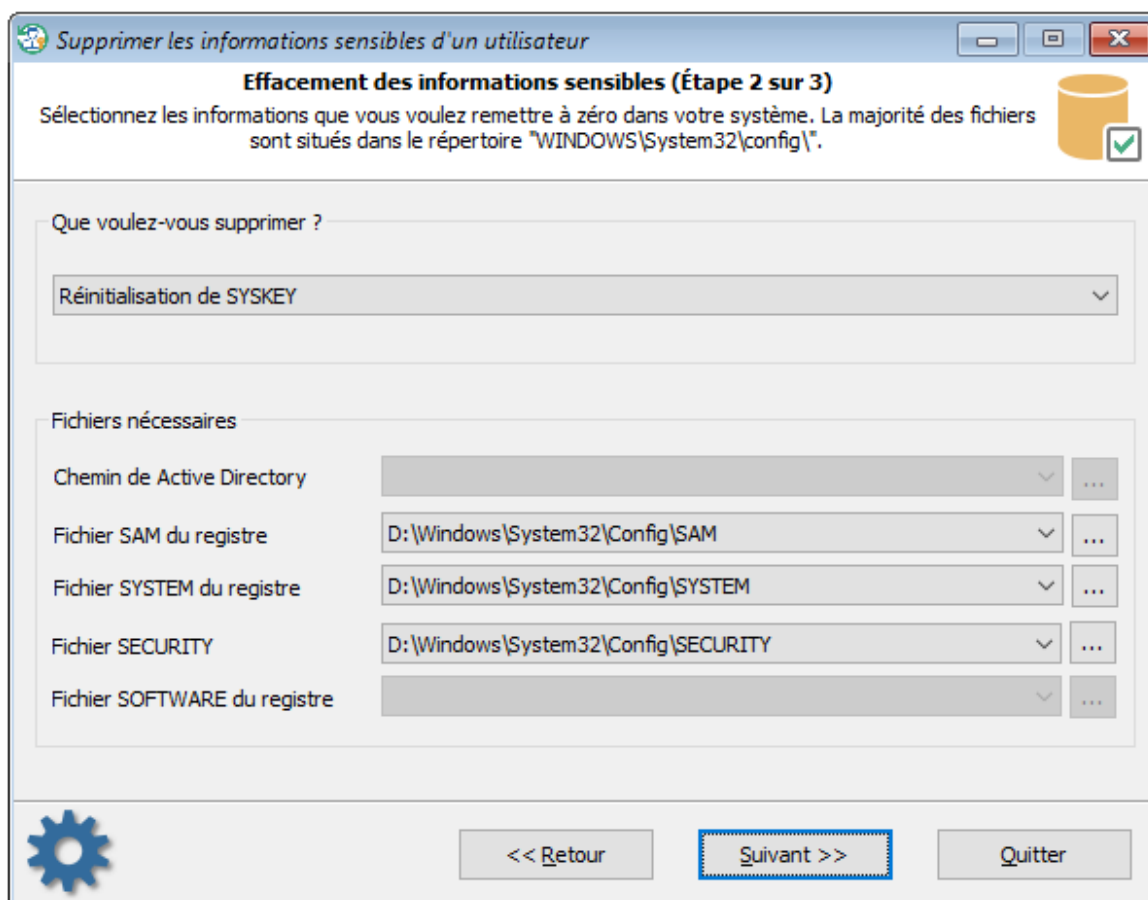 Supprimer les informations sensibles d'un utilisateur
Effacement des informations sensibles (Étape 2 sur 3)
Sélectionnez les informations que vous voulez remettre à zéro dans votre système. La majorité des fichiers
sont situés dans le répertoire "WINDOWS\System32\config\".
Que voulez-vous supprimer ?
Réinitialisation de SYSKEY
Fichiers nécessaires
Chemin de Active Directory
...
Fichier SAM du registre D:\Windows\System32\Config\SAM ...
Fichier SYSTEM du registre D:\Windows\System32\Config\SYSTEM ...
Fichier SECURITY D:\Windows\System32\Config\SECURITY ...
Fichier SOFTWARE du registre ...
<< Retour Suivant >> Quitter